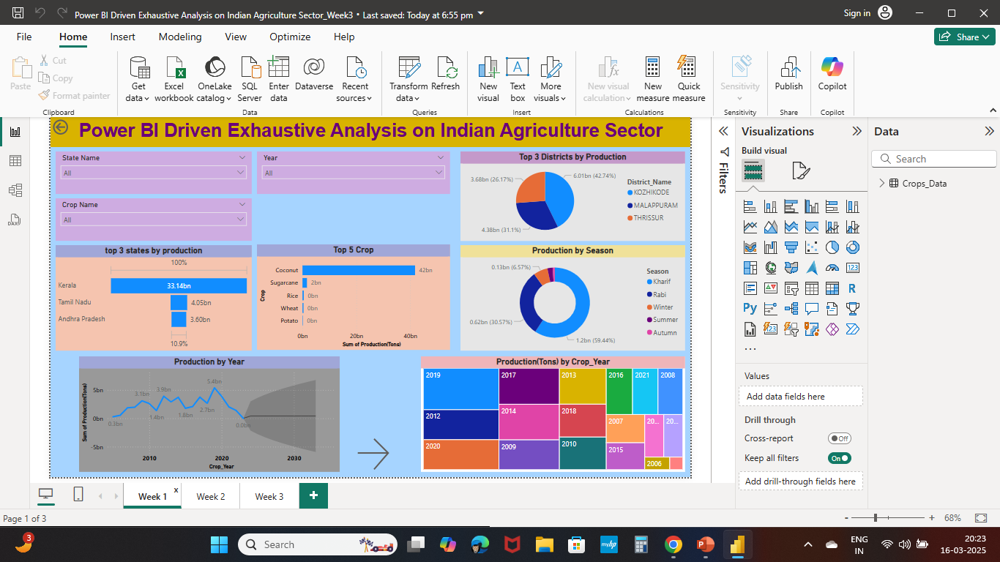 Power BI Driven Exhaustive Analysis on Indian Agriculture Sector_Week3 • Last saved: Today at 6:55 pm
Sign in
File Home Insert Modeling View Optimize Help
Share
Paste
Cut
Copy
Format painter
Get data
Excel workbook
OneLake catalog
SQL Server
Enter data
Dataverse
Recent sources
Transform data
Refresh
New visual
Text box
More visuals
New visual calculation
New measure
Quick measure
Sensitivity
Publish
Copilot
Clipboard Data Queries Insert Calculations Sensitivity Share Copilot
Power BI Driven Exhaustive Analysis on Indian Agriculture Sector
State Name
All
Year
All
Crop Name
All
Top 3 Districts by Production
3.68bn (26.17%)
6.01bn (42.74%)
4.38bn (31.1%)
District_Name
KOZHIKODE
MALAPPURAM
THRISSUR
top 3 states by production
100%
Kerala 33.14bn
Tamil Nadu 4.05bn
Andhra Pradesh 3.60bn
10.9%
Top 5 Crop
Crop
Coconut 42bn
Sugarcane 2bn
Rice 0bn
Wheat 0bn
Potato 0bn
0bn 20bn 40bn
Sum of Production(Tons)
Production by Season
0.13bn (6.57%)
0.62bn (30.57%)
1.2bn (59.44%)
Season
Kharif
Rabi
Winter
Summer
Autumn
Production by Year
Sum of Production(Tons)
5bn
0bn
-5bn
0.3bn
3.1bn
1.4bn
3.9bn
1.8bn
2.7bn
5.4bn
0.0bn
2010 2020 2030
Crop_Year
Production(Tons) by Crop_Year
2019 2017 2013 2016 2021 2008
2012 2014 2018 2007 20... 20...
2020 2009 2010 2015 2006
Filters
Visualizations
Build visual
Py
R
123
...
Values
Add data fields here
Drill through
Cross-report Off
Keep all filters On
Add drill-through fields here
Data
Search
Crops_Data
DAX
Week 1 x
Week 2
Week 3
+
Page 1 of 3
- + 68%
3
Search
myhp
ENG
IN
20:23
16-03-2025